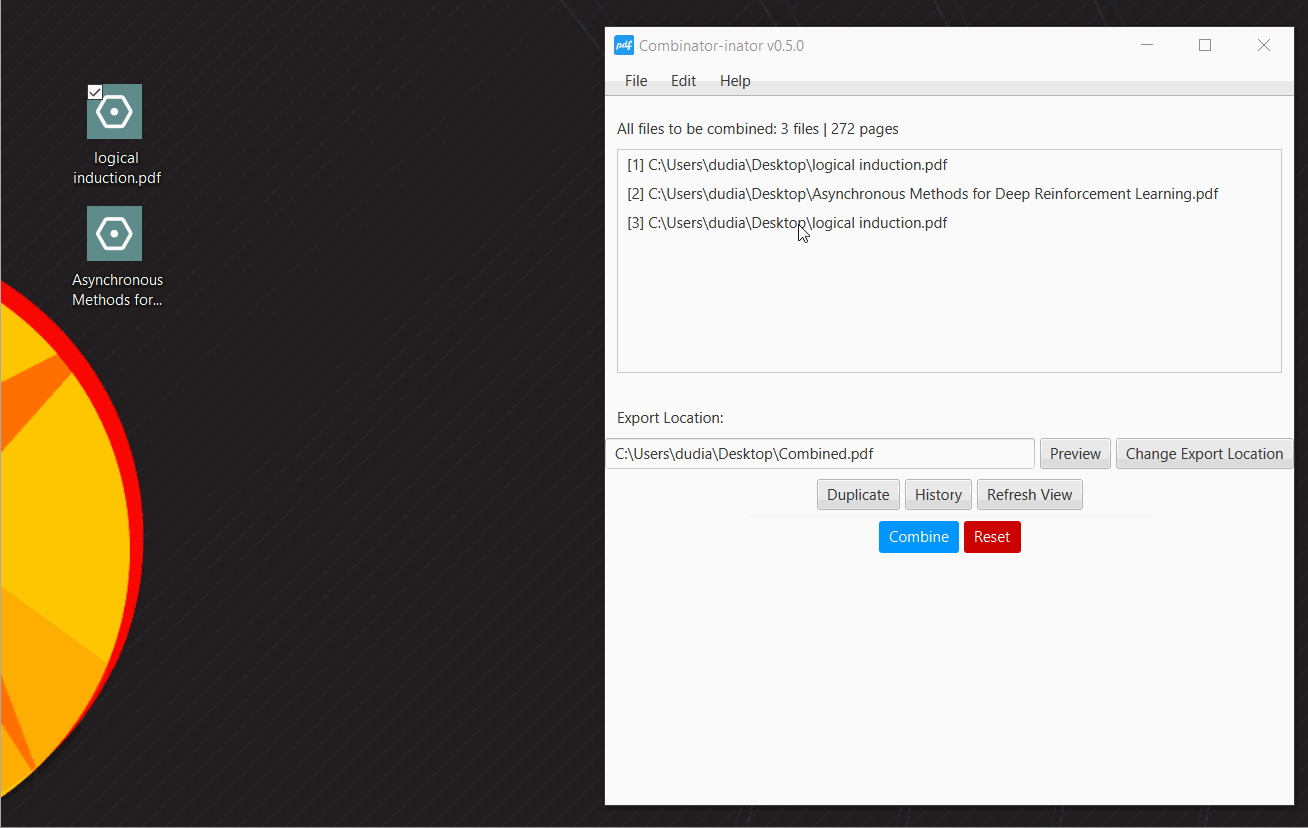 logical
induction.pdf
Asynchronous
Methods for...
pdf Combinator-inator v0.5.0
File Edit Help
All files to be combined: 3 files | 272 pages
[1] C:\Users\dudia\Desktop\logical induction.pdf
[2] C:\Users\dudia\Desktop\Asynchronous Methods for Deep Reinforcement Learning.pdf
[3] C:\Users\dudia\Desktop\logical induction.pdf
Export Location:
C:\Users\dudia\Desktop\Combined.pdf Preview Change Export Location
Duplicate History Refresh View
Combine Reset